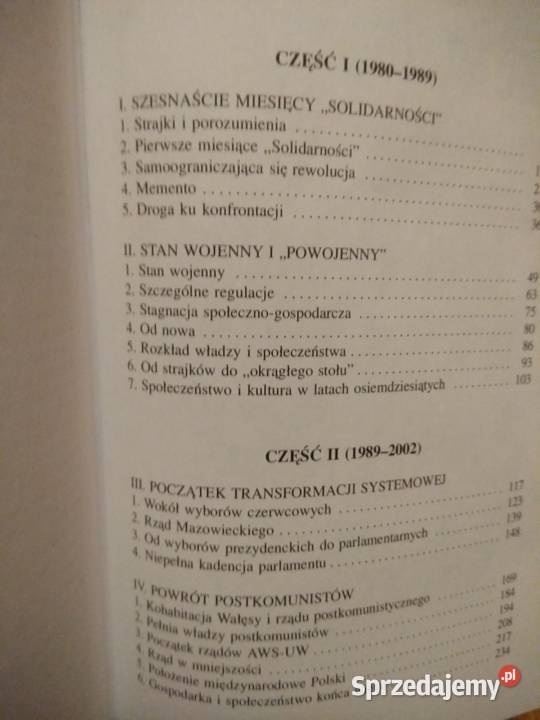 CZĘŚĆ I (1980–1989)
I. SZESNAŚCIE MIESIĘCY „SOLIDARNOŚCI"
1. Strajki i porozumienia
2. Pierwsze miesiące „Solidarności"
3. Samoograniczająca się rewolucja
4. Memento
5. Droga ku konfrontacji
II. STAN WOJENNY I „POWOJENNY"
1. Stan wojenny 49
2. Szczególne regulacje 63
3. Stagnacja społeczno-gospodarcza 75
4. Od nowa 80
5. Rozkład władzy i społeczeństwa 86
6. Od strajków do „okrągłego stołu" 93
7. Społeczeństwo i kultura w latach osiemdziesiątych 103
CZĘŚĆ II (1989–2002)
III. POCZĄTEK TRANSFORMACJI SYSTEMOWEJ
1. Wokół wyborów czerwcowych 117
2. Rząd Mazowieckiego 123
3. Od wyborów prezydenckich do parlamentarnych 139
4. Niepełna kadencja parlamentu 148
IV. POWRÓT POSTKOMUNISTÓW
1. Kohabitacja Wałęsy i rządu postkomunistycznego 169
2. Pełnia władzy postkomunistów 184
3. Początek rządów AWS-UW 194
4. Rząd w mniejszości 208
5. Położenie międzynarodowe Polski 217
6. Gospodarka i społeczeństwo końca 234
Sprzedajemy.pl